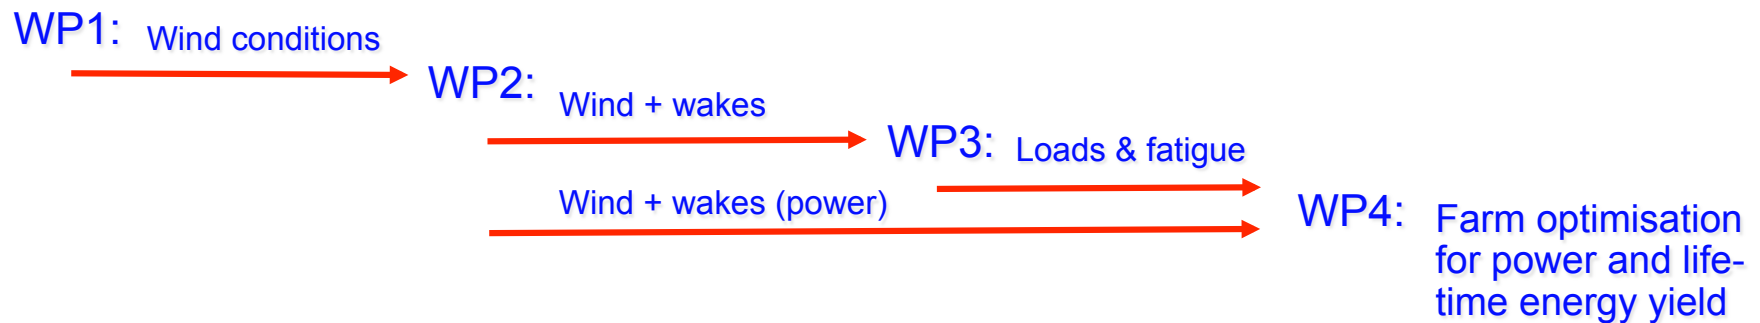 WP1: Wind conditions
WP2: Wind + wakes
WP3: Loads & fatigue
Wind + wakes (power)
WP4: Farm optimisation
for power and life-
time energy yield